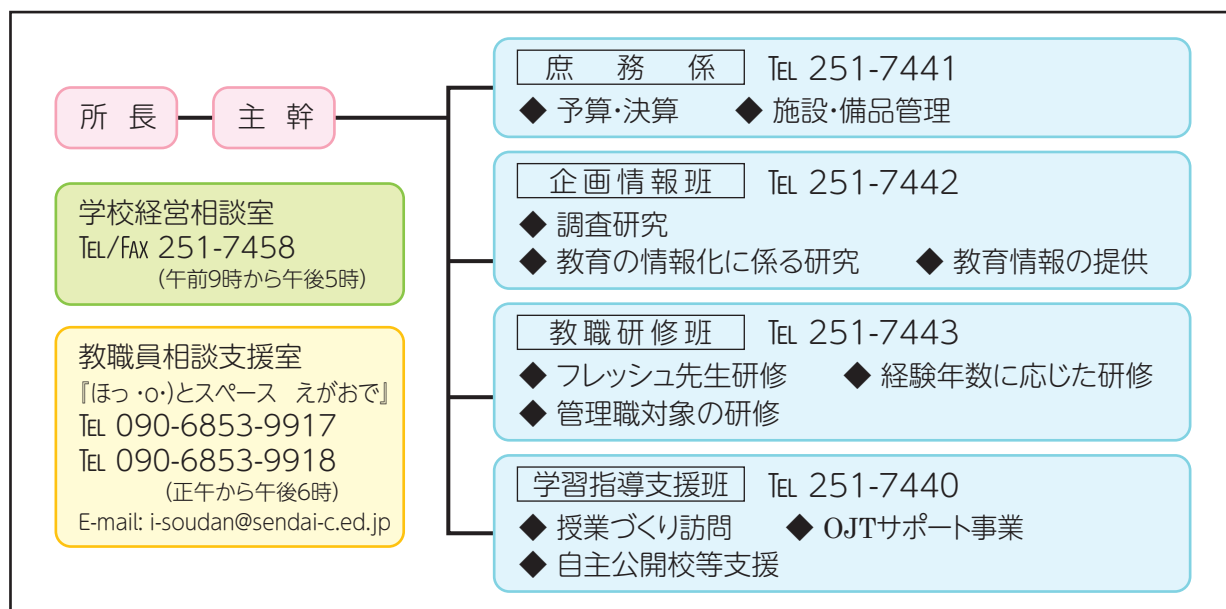 所長
主幹
学校経営相談室
TEL/FAX 251-7458
(午前9時から午後5時)
教職員相談支援室
『ほっ ・o・)とスペース　えがおで』
TEL 090-6853-9917
TEL 090-6853-9918
(正午から午後6時)
E-mail: i-soudan@sendai-c.ed.jp
庶務係　TEL 251-7441
◆ 予算・決算　◆ 施設・備品管理
企画情報班　TEL 251-7442
◆ 調査研究
◆ 教育の情報化に係る研究　◆ 教育情報の提供
教職研修班　TEL 251-7443
◆ フレッシュ先生研修　◆ 経験年数に応じた研修
◆ 管理職対象の研修
学習指導支援班　TEL 251-7440
◆ 授業づくり訪問　◆ OJTサポート事業
◆ 自主公開校等支援